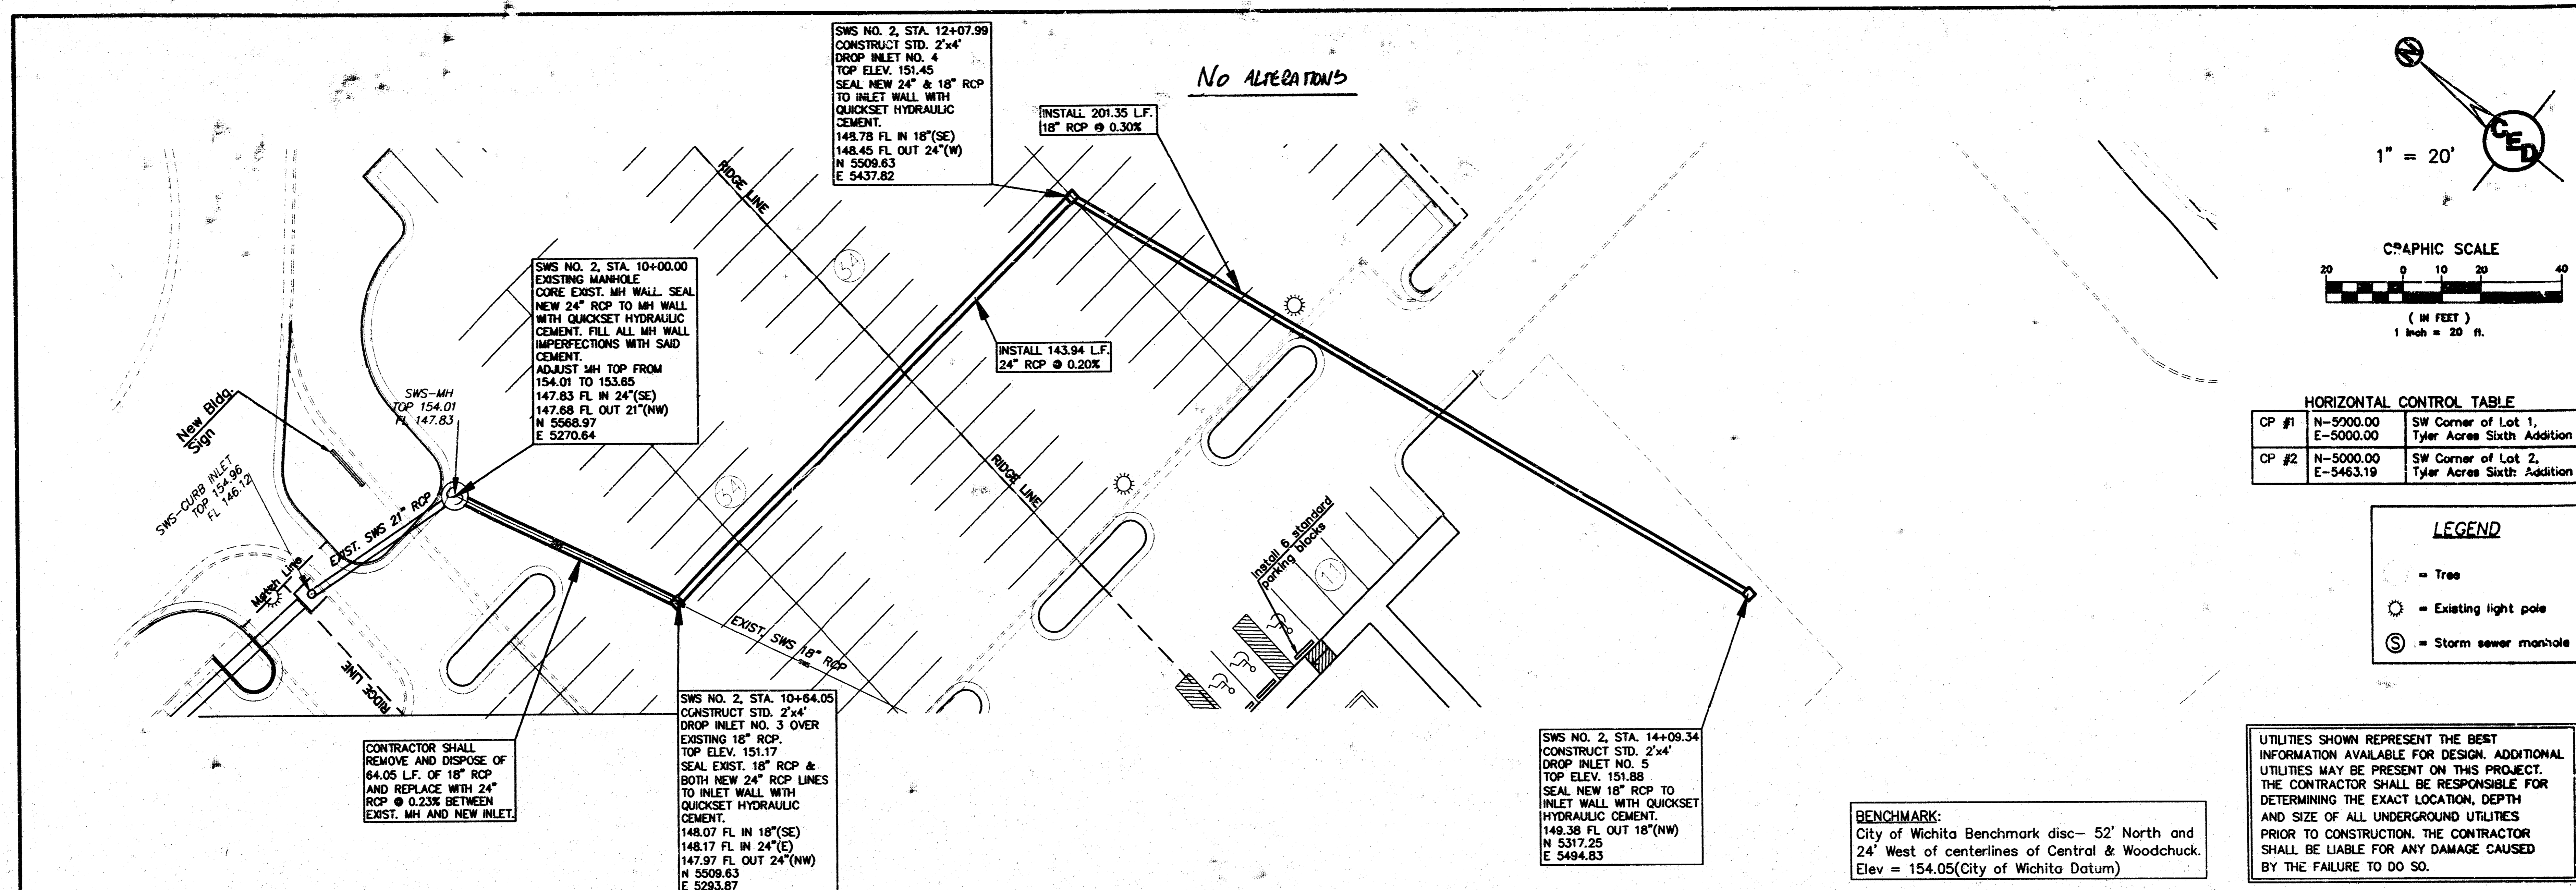 SWS NO. 2, STA. 12+07.99
CONSTRUCT STD. 2'x4'
DROP INLET NO. 4
TOP ELEV. 151.45
SEAL NEW 24" & 18" RCP
TO INLET WALL WITH
QUICKSET HYDRAULIC
CEMENT.
148.78 FL IN 18"(SE)
148.45 FL OUT 24"(W)
N 5509.63
E 5437.82
No ALTERATIONS
INSTALL 201.35 L.F.
18" RCP @ 0.30%
N
CED
1" = 20'
RIDGE LINE
34
SWS NO. 2, STA. 10+00.00
EXISTING MANHOLE
CORE EXIST. MH WALL. SEAL
NEW 24" RCP TO MH WALL
WITH QUICKSET HYDRAULIC
CEMENT. FILL ALL MH WALL
IMPERFECTIONS WITH SAID
CEMENT.
ADJUST MH TOP FROM
154.01 TO 153.65
147.83 FL IN 24"(SE)
147.68 FL OUT 21"(NW)
N 5568.97
E 5270.64
GRAPHIC SCALE
20 0 10 20 40
( IN FEET )
1 inch = 20 ft.
INSTALL 143.94 L.F.
24" RCP @ 0.20%
New Bldg.
Sign
SWS-MH
TOP 154.01
FL 147.83
HORIZONTAL CONTROL TABLE
CP #1 N-5000.00 SW Corner of Lot 1,
E-5000.00 Tyler Acres Sixth Addition
CP #2 N-5000.00 SW Corner of Lot 2,
E-5463.19 Tyler Acres Sixth Addition
SWS-CURB INLET
TOP 154.96
FL 146.12
EXIST. SWS 21" RCP
34
RIDGE LINE
Match Line
Install 6 standard
parking blocks
11
LEGEND
= Tree
= Existing light pole
S = Storm sewer manhole
EXIST. SWS 18" RCP
RIDGE LINE
CONTRACTOR SHALL
REMOVE AND DISPOSE OF
64.05 L.F. OF 18" RCP
AND REPLACE WITH 24"
RCP @ 0.23% BETWEEN
EXIST. MH AND NEW INLET.
SWS NO. 2, STA. 10+64.05
CONSTRUCT STD. 2'x4'
DROP INLET NO. 3 OVER
EXISTING 18" RCP.
TOP ELEV. 151.17
SEAL EXIST. 18" RCP &
BOTH NEW 24" RCP LINES
TO INLET WALL WITH
QUICKSET HYDRAULIC
CEMENT.
148.07 FL IN 18"(SE)
148.17 FL IN 24"(E)
147.97 FL OUT 24"(NW)
N 5509.63
E 5293.87
SWS NO. 2, STA. 14+09.34
CONSTRUCT STD. 2'x4'
DROP INLET NO. 5
TOP ELEV. 151.88
SEAL NEW 18" RCP TO
INLET WALL WITH QUICKSET
HYDRAULIC CEMENT.
149.38 FL OUT 18"(NW)
N 5317.25
E 5494.83
BENCHMARK:
City of Wichita Benchmark disc- 52' North and
24' West of centerlines of Central & Woodchuck.
Elev = 154.05(City of Wichita Datum)
UTILITIES SHOWN REPRESENT THE BEST
INFORMATION AVAILABLE FOR DESIGN. ADDITIONAL
UTILITIES MAY BE PRESENT ON THIS PROJECT.
THE CONTRACTOR SHALL BE RESPONSIBLE FOR
DETERMINING THE EXACT LOCATION, DEPTH
AND SIZE OF ALL UNDERGROUND UTILITIES
PRIOR TO CONSTRUCTION. THE CONTRACTOR
SHALL BE LIABLE FOR ANY DAMAGE CAUSED
BY THE FAILURE TO DO SO.